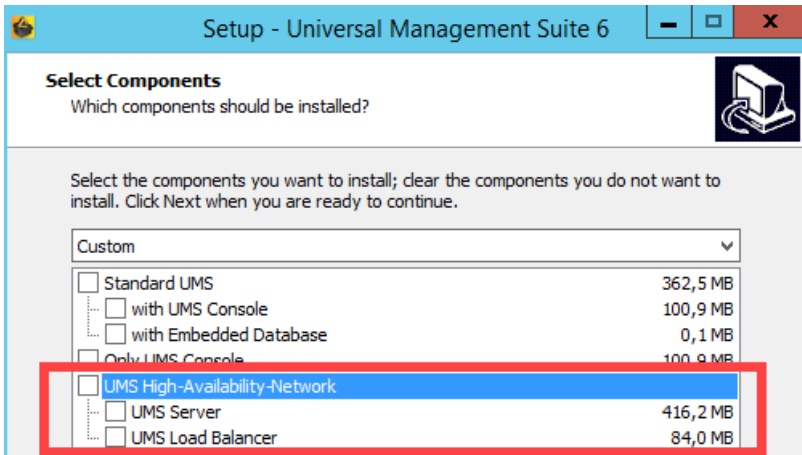 Setup - Universal Management Suite 6
Select Components
Which components should be installed?
Select the components you want to install; clear the components you do not want to
install. Click Next when you are ready to continue.
Custom
Standard UMS 362,5 MB
with UMS Console 100,9 MB
with Embedded Database 0,1 MB
Only UMS Console 100,9 MB
UMS High-Availability-Network
UMS Server 416,2 MB
UMS Load Balancer 84,0 MB